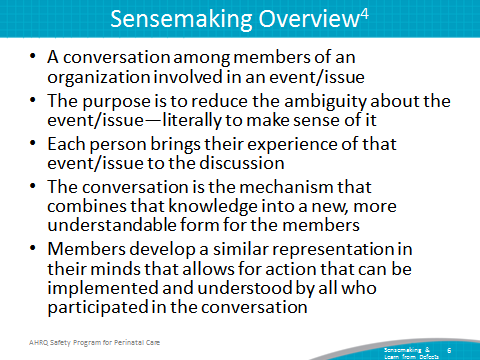 Sensemaking Overview4
• A conversation among members of an
organization involved in an event/issue
• The purpose is to reduce the ambiguity about the
event/issue—literally to make sense of it
• Each person brings their experience of that
event/issue to the discussion
• The conversation is the mechanism that
combines that knowledge into a new, more
understandable form for the members
• Members develop a similar representation in
their minds that allows for action that can be
implemented and understood by all who
participated in the conversation
AHRQ Safety Program for Perinatal Care
Sensemaking &
Learn from Defects
6